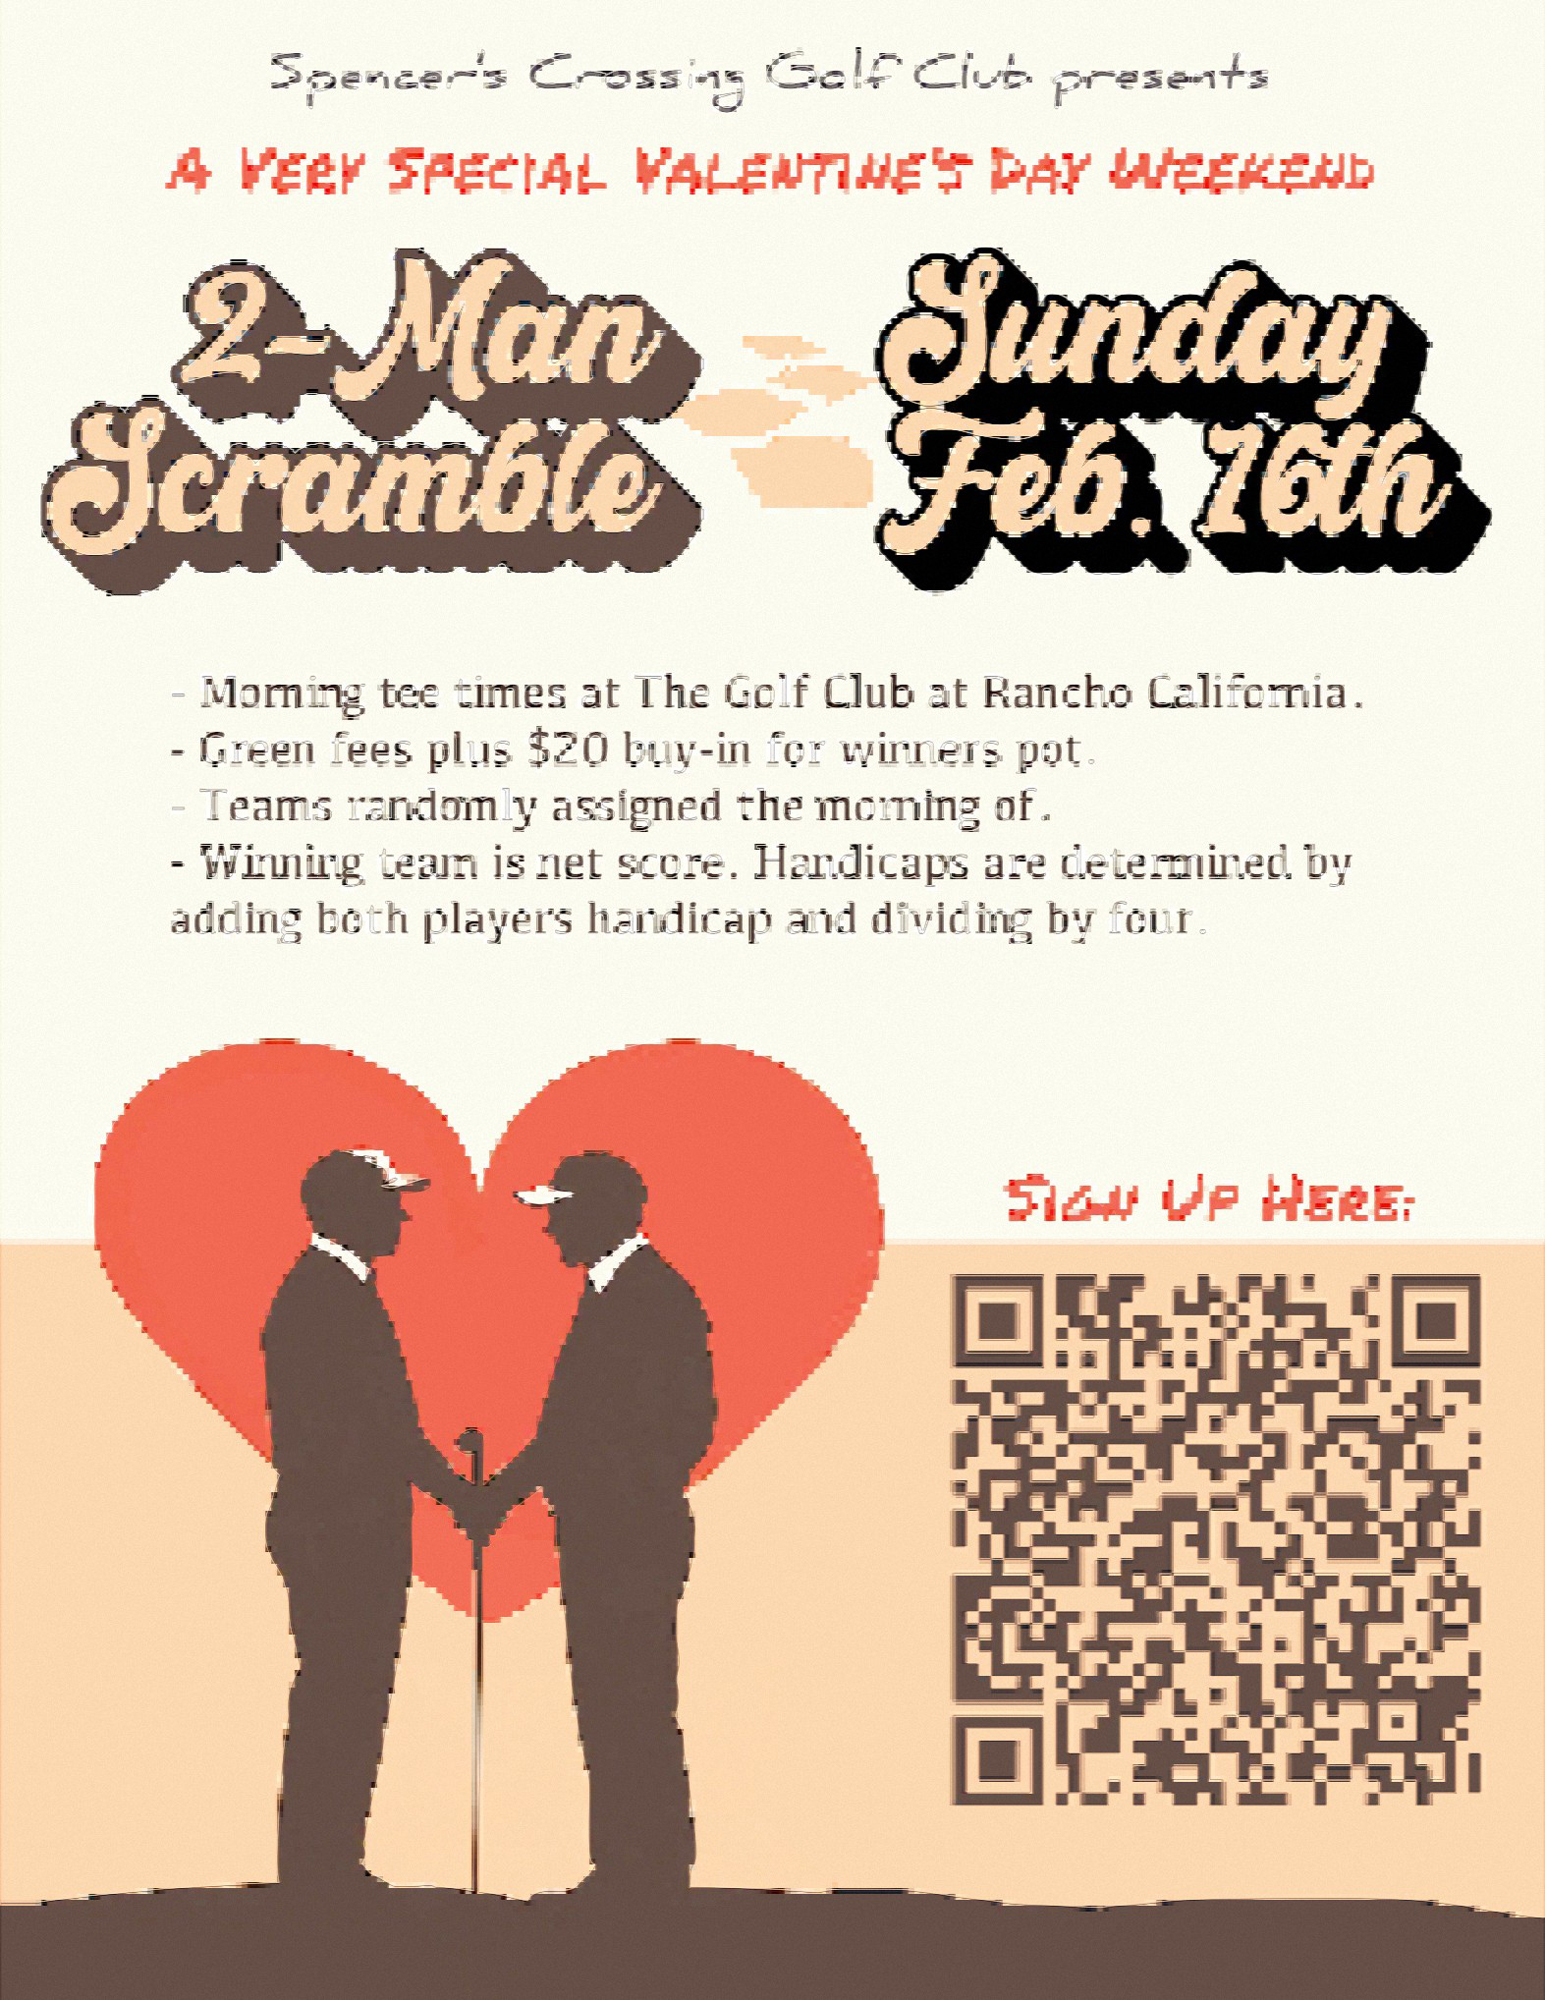 Spencer's Crossing Golf Club presents
A Very Special Valentine's Day Weekend
2-Man
Scramble
Sunday
Feb. 16th
- Morning tee times at The Golf Club at Rancho California.
- Green fees plus $20 buy-in for winners pot.
- Teams randomly assigned the morning of.
- Winning team is net score. Handicaps are determined by
adding both players handicap and dividing by four.
Sign Up Here: